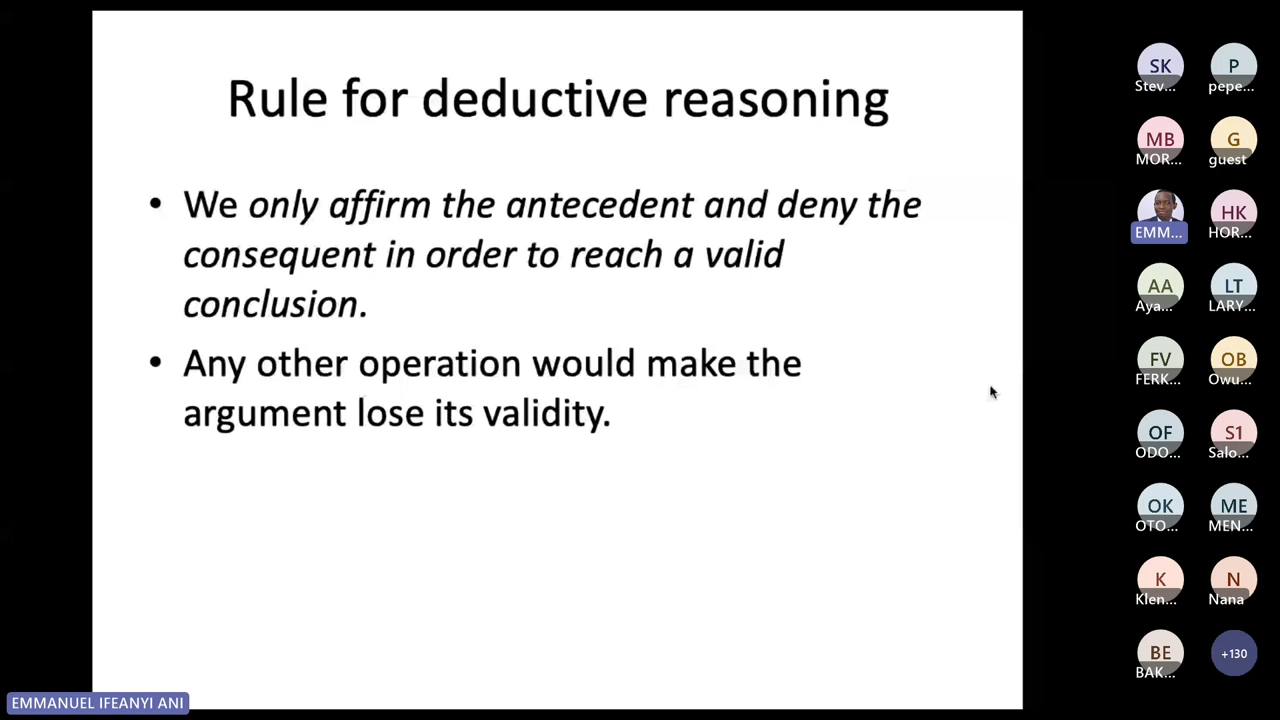 Rule for deductive reasoning
• We only affirm the antecedent and deny the
consequent in order to reach a valid
conclusion.
• Any other operation would make the
argument lose its validity.
SK
Stev...
P
pepe...
MB
MOR...
G
guest
EMM...
HK
HOR...
AA
Aya...
LT
LARY...
FV
FERK...
OB
Owu...
OF
ODO...
S1
Salo...
OK
OTO...
ME
MEN...
K
Klen...
N
Nana
BE
BAK...
+130
EMMANUEL IFEANYI ANI